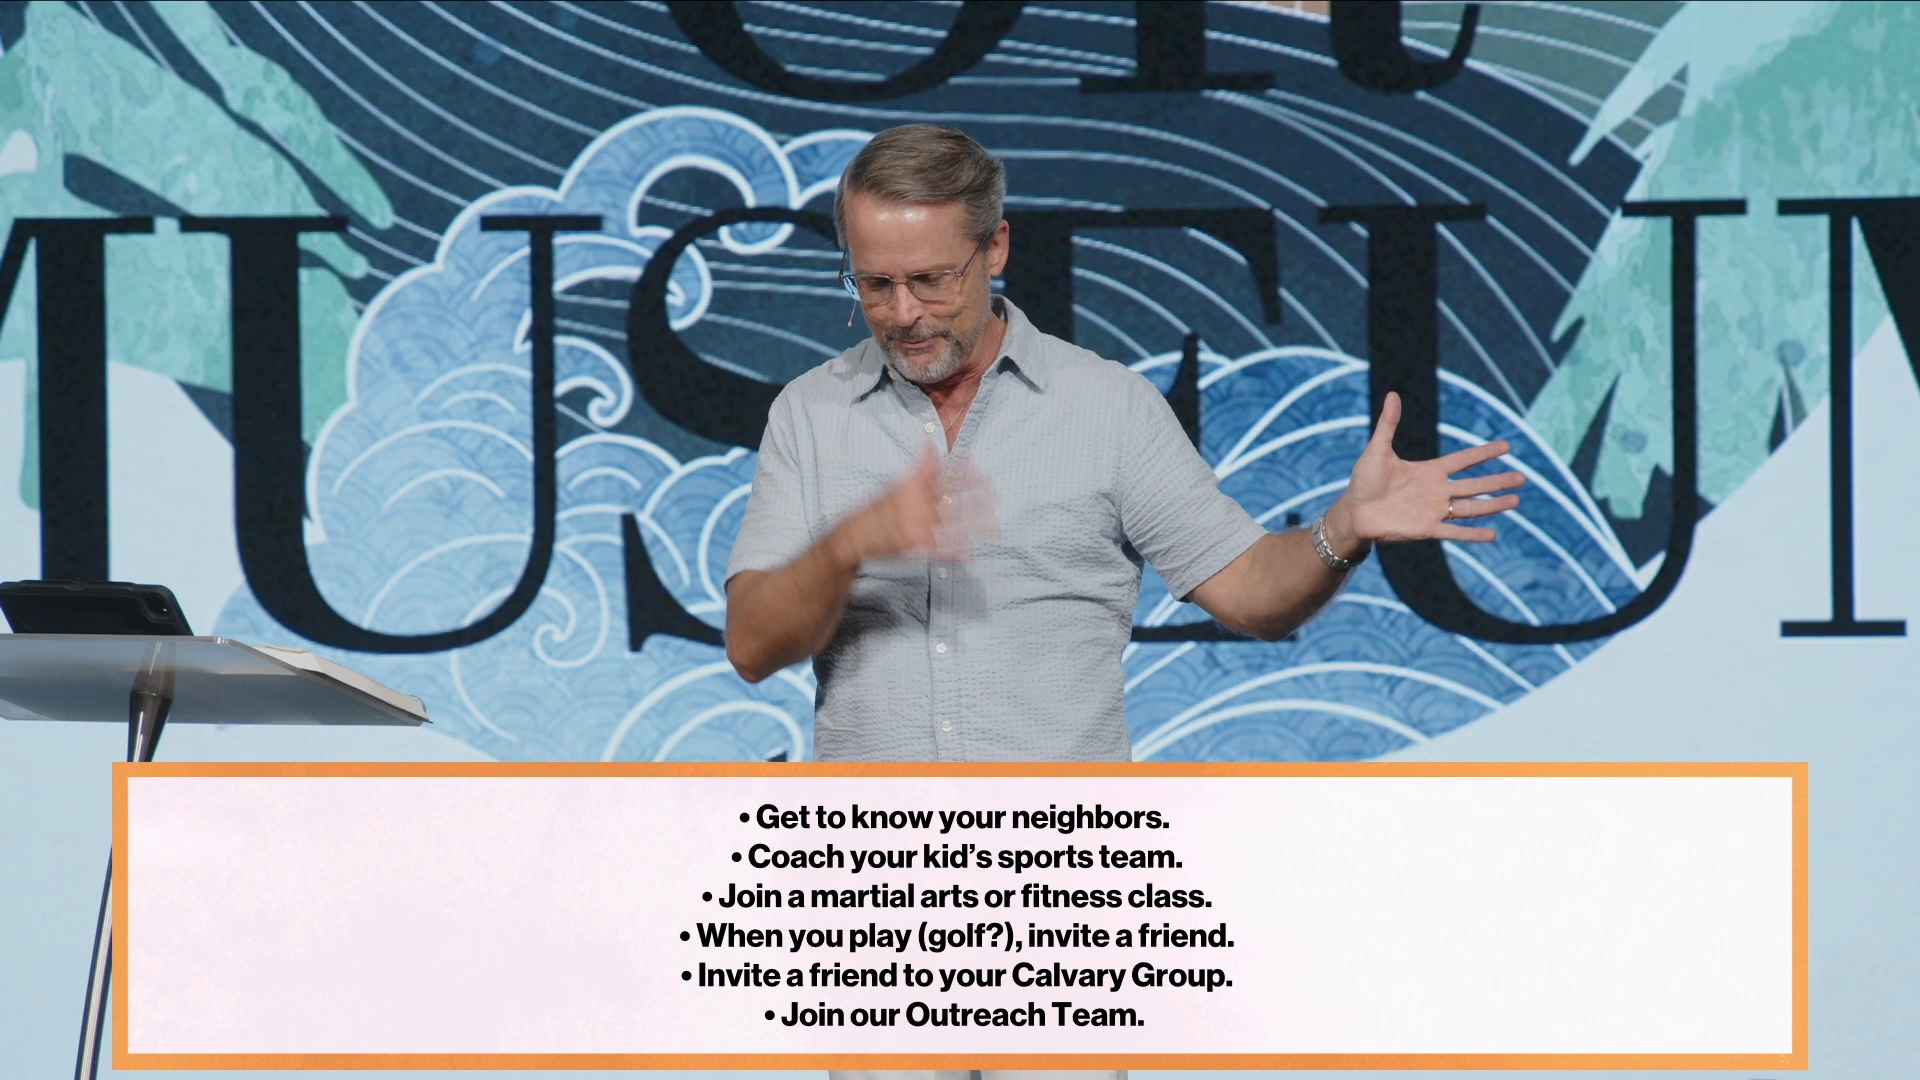 MUSEUM
• Get to know your neighbors.
• Coach your kid’s sports team.
• Join a martial arts or fitness class.
• When you play (golf?), invite a friend.
• Invite a friend to your Calvary Group.
• Join our Outreach Team.